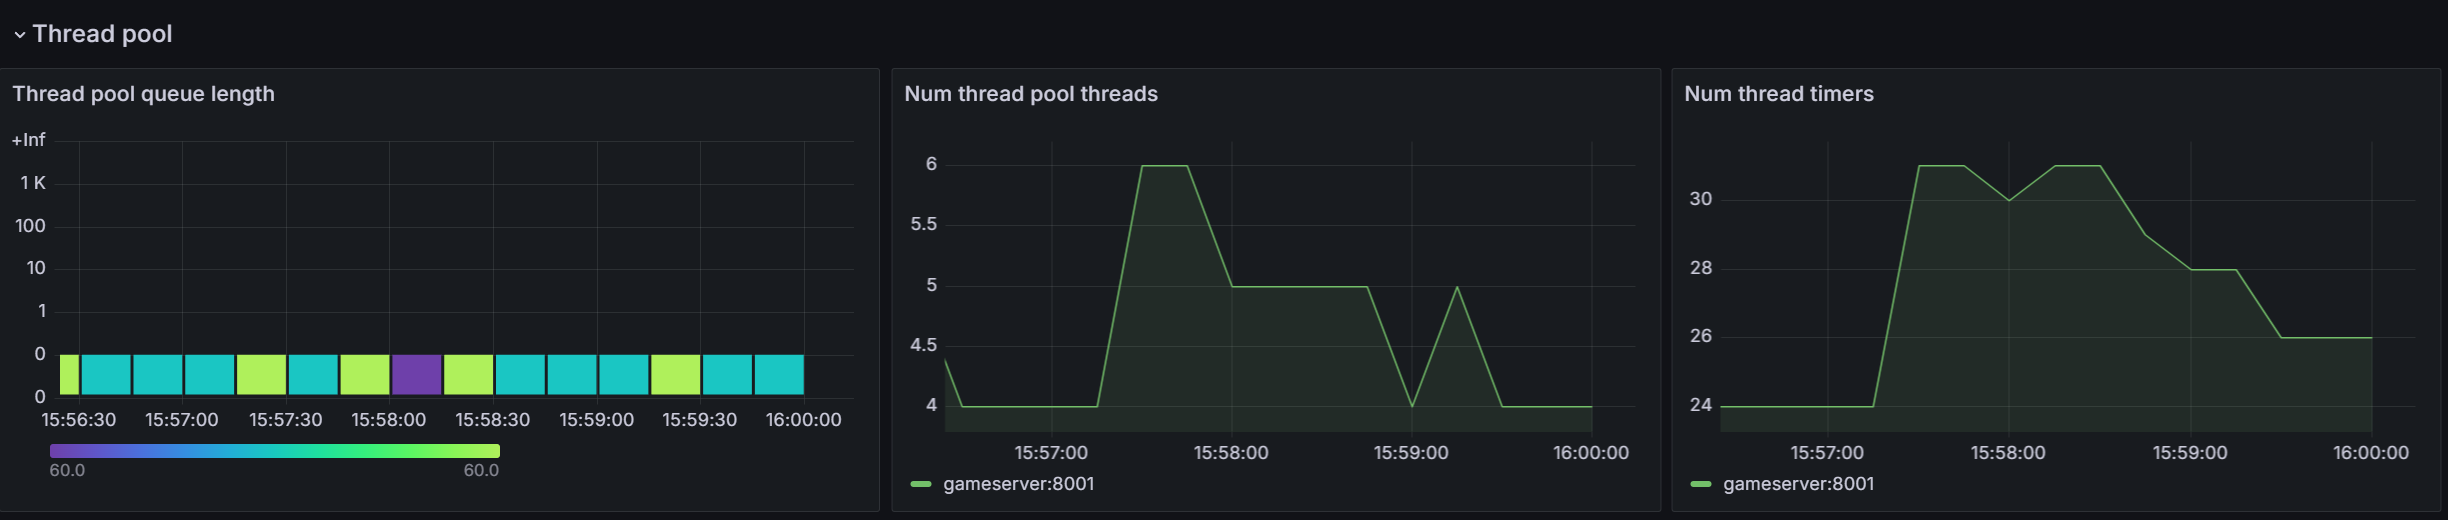 Thread pool
Thread pool queue length
+Inf
1 K
100
10
1
0
0
15:56:30 15:57:00 15:57:30 15:58:00 15:58:30 15:59:00 15:59:30 16:00:00
60.0 60.0
Num thread pool threads
6
5.5
5
4.5
4
15:57:00 15:58:00 15:59:00 16:00:00
gameserver:8001
Num thread timers
30
28
26
24
15:57:00 15:58:00 15:59:00 16:00:00
gameserver:8001